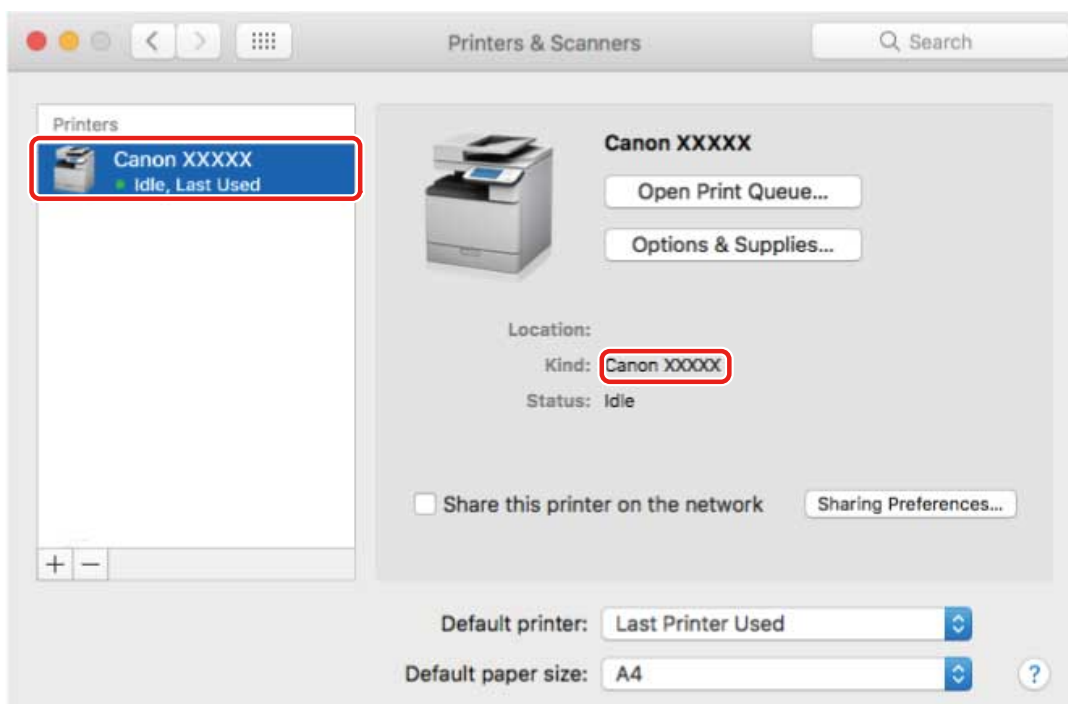 Printers & Scanners
Search
Printers
Canon XXXXX
Idle, Last Used
Canon XXXXX
Open Print Queue...
Options & Supplies...
Location:
Kind: Canon XXXXX
Status: Idle
Share this printer on the network
Sharing Preferences...
+ −
Default printer: Last Printer Used
Default paper size: A4
?